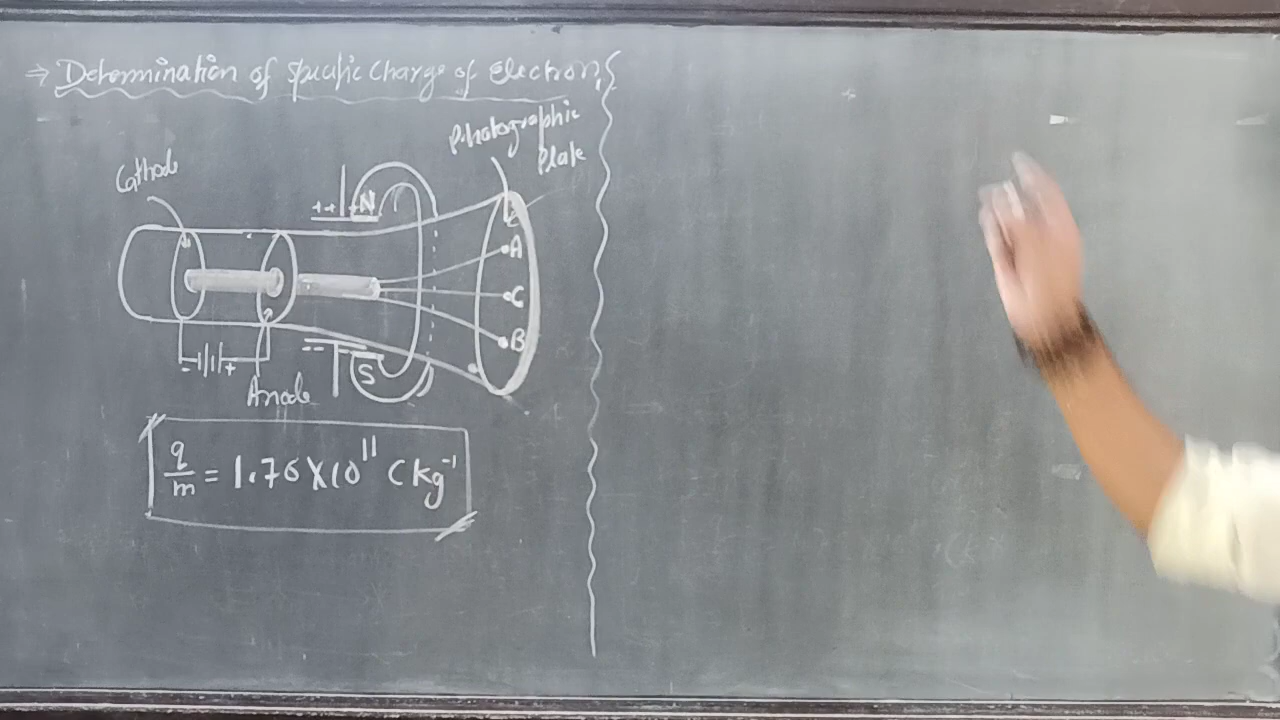 ⇒ Determination of Specific Charge of Electron
Photographic
Plate
Cathode
+ + +
N
A
C
B
- -
S
- +
Anode
q/m = 1.76 X 10¹¹ C kg⁻¹